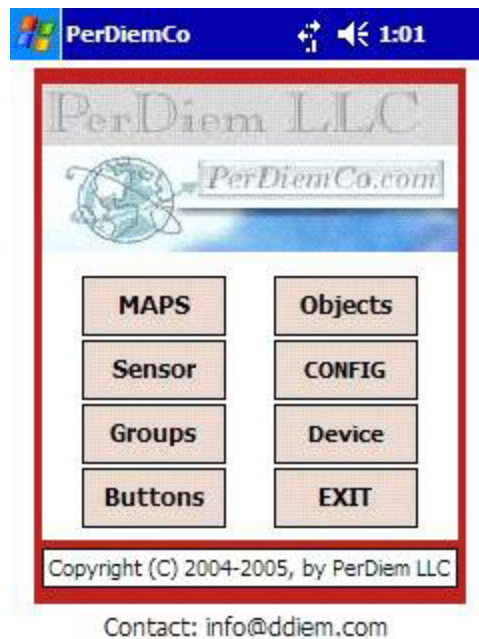 PerDiemCo 1:01
PerDiem LLC
PerDiemCo.com
MAPS Objects
Sensor CONFIG
Groups Device
Buttons EXIT
Copyright (C) 2004-2005, by PerDiem LLC
Contact: info@ddiem.com